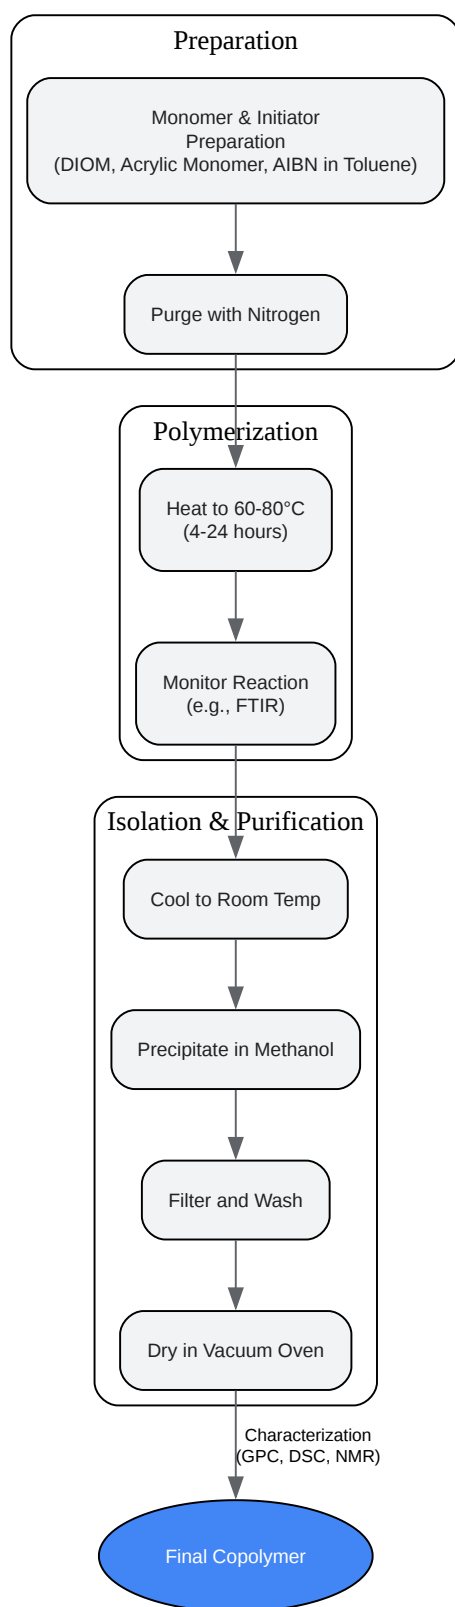 Preparation
Monomer & Initiator
Preparation
(DIOM, Acrylic Monomer, AIBN in Toluene)
Purge with Nitrogen
Polymerization
Heat to 60-80°C
(4-24 hours)
Monitor Reaction
(e.g., FTIR)
Isolation & Purification
Cool to Room Temp
Precipitate in Methanol
Filter and Wash
Dry in Vacuum Oven
Characterization
(GPC, DSC, NMR)
Final Copolymer